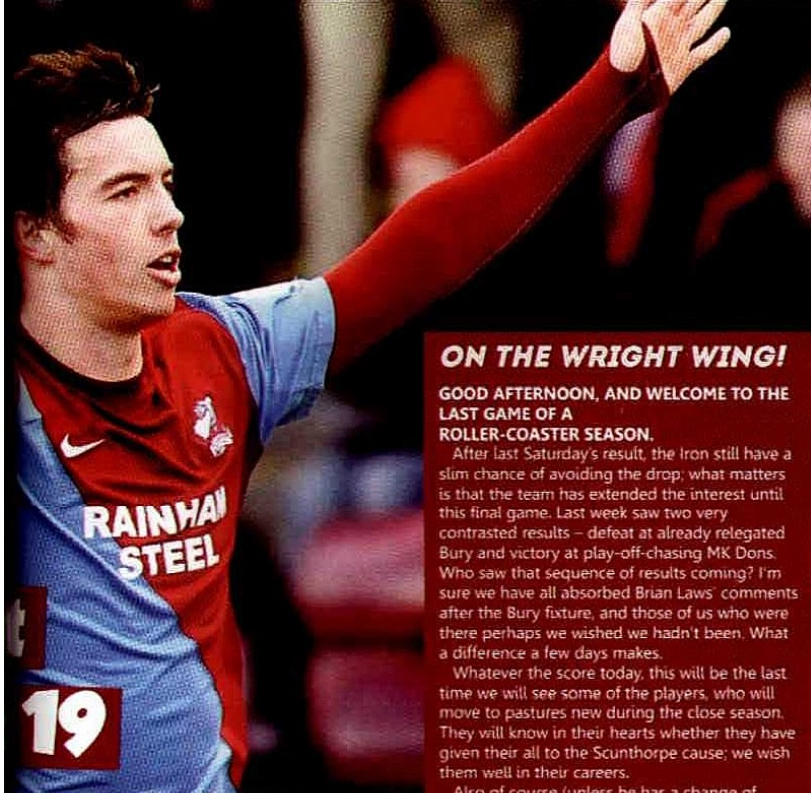 RAINHAM
STEEL
t
19
ON THE WRIGHT WING!
GOOD AFTERNOON, AND WELCOME TO THE
LAST GAME OF A
ROLLER-COASTER SEASON.
After last Saturday's result, the Iron still have a
slim chance of avoiding the drop; what matters
is that the team has extended the interest until
this final game. Last week saw two very
contrasted results – defeat at already relegated
Bury and victory at play-off-chasing MK Dons.
Who saw that sequence of results coming? I'm
sure we have all absorbed Brian Laws' comments
after the Bury fixture, and those of us who were
there perhaps we wished we hadn't been. What
a difference a few days makes.
Whatever the score today, this will be the last
time we will see some of the players, who will
move to pastures new during the close season.
They will know in their hearts whether they have
given their all to the Scunthorpe cause; we wish
them well in their careers.
Also of course (unless he has a change of